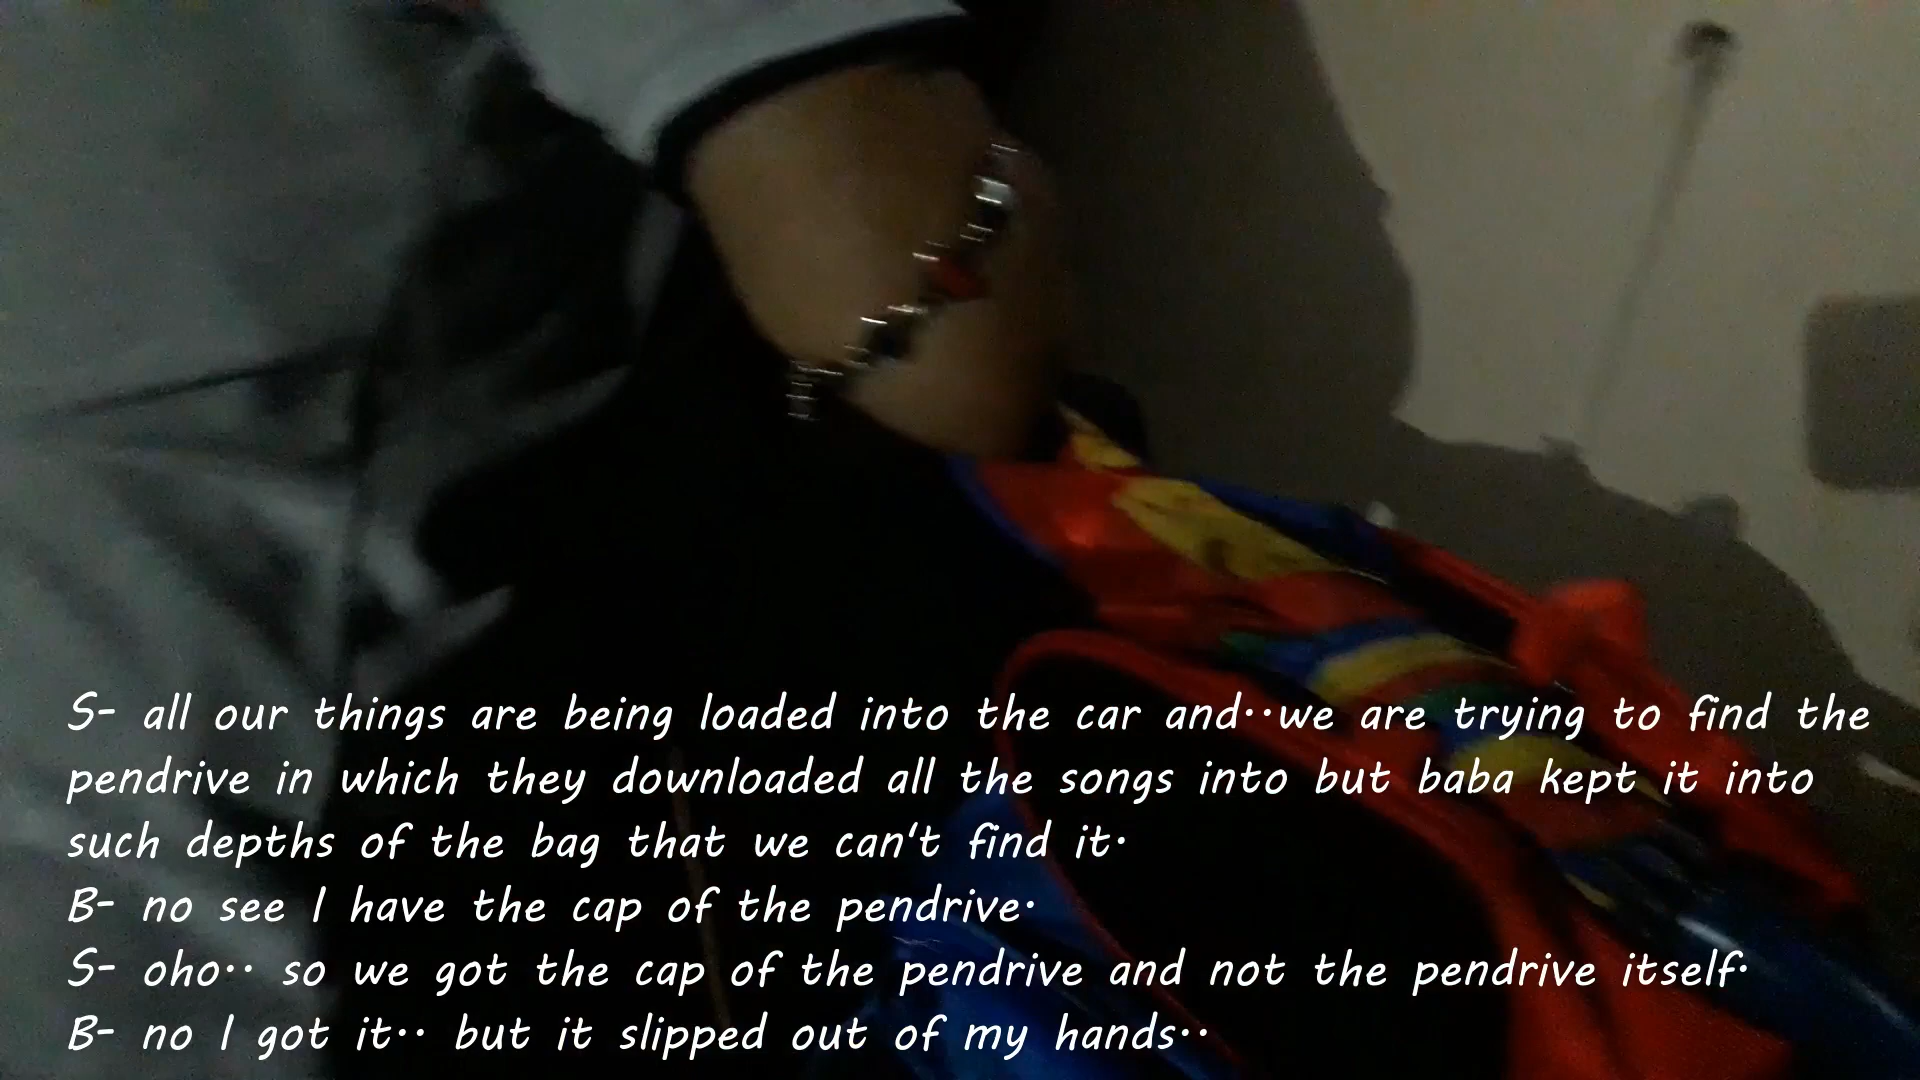 S- all our things are being loaded into the car and..we are trying to find the
pendrive in which they downloaded all the songs into but baba kept it into
such depths of the bag that we can't find it.
B- no see I have the cap of the pendrive.
S- oho.. so we got the cap of the pendrive and not the pendrive itself.
B- no I got it.. but it slipped out of my hands..